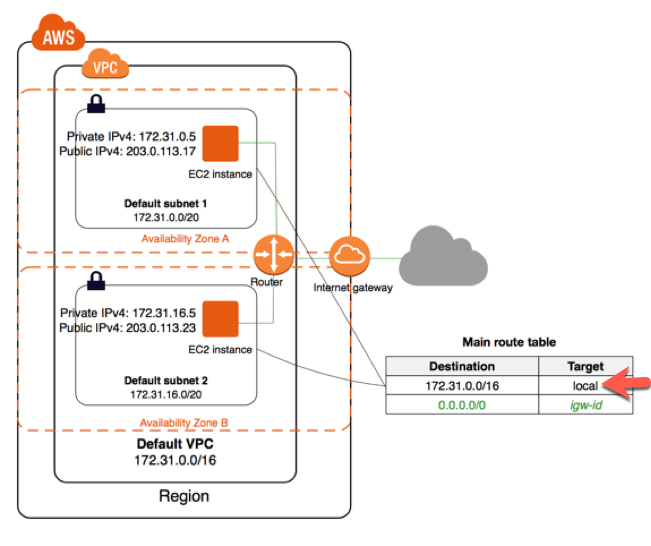 AWS
VPC
Private IPv4: 172.31.0.5
Public IPv4: 203.0.113.17
EC2 instance
Default subnet 1
172.31.0.0/20
Availability Zone A
Router
Internet gateway
Private IPv4: 172.31.16.5
Public IPv4: 203.0.113.23
EC2 instance
Default subnet 2
172.31.16.0/20
Availability Zone B
Default VPC
172.31.0.0/16
Region
Main route table
Destination Target
172.31.0.0/16 local
0.0.0.0/0 igw-id